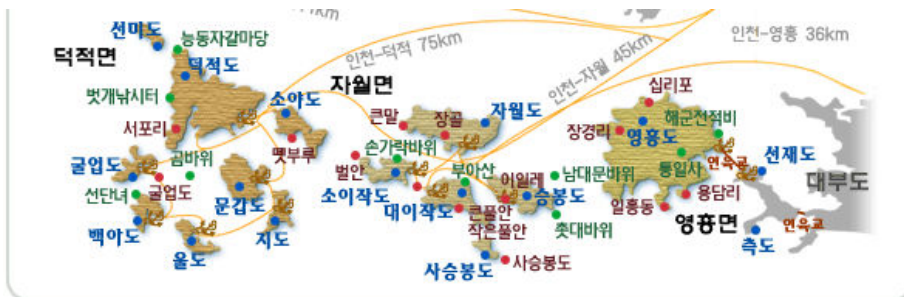 선미도
능동자갈마당
덕적면
덕적도
인천-덕적 75km
인천-자월 45km
인천-영흥 36km
벗개낚시터
소야도
자월면
서포리
뗏부루
큰말
장골
자월도
십리포
해군전적비
장경리
영흥도
굴업도
곰바위
손가락바위
벌안
부아산
이일레
남대문바위
통일사
연육교
선재도
대부도
선단녀
굴업도
문갑도
소이작도
대이작도
큰풀안
작은풀안
승봉도
촛대바위
일흥동
용담리
영흥면
연육교
백아도
울도
지도
측도
사승봉도
사승봉도